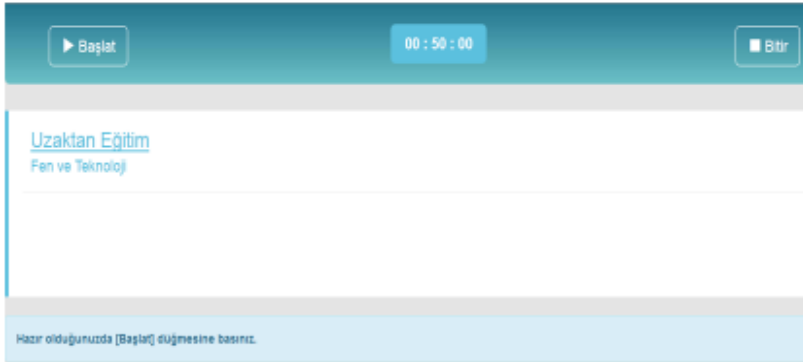 Başlat
00 : 50 : 00
Bitir
Uzaktan Eğitim
Fen ve Teknoloji
Hazır olduğunuzda [Başlat] düğmesine basınız.